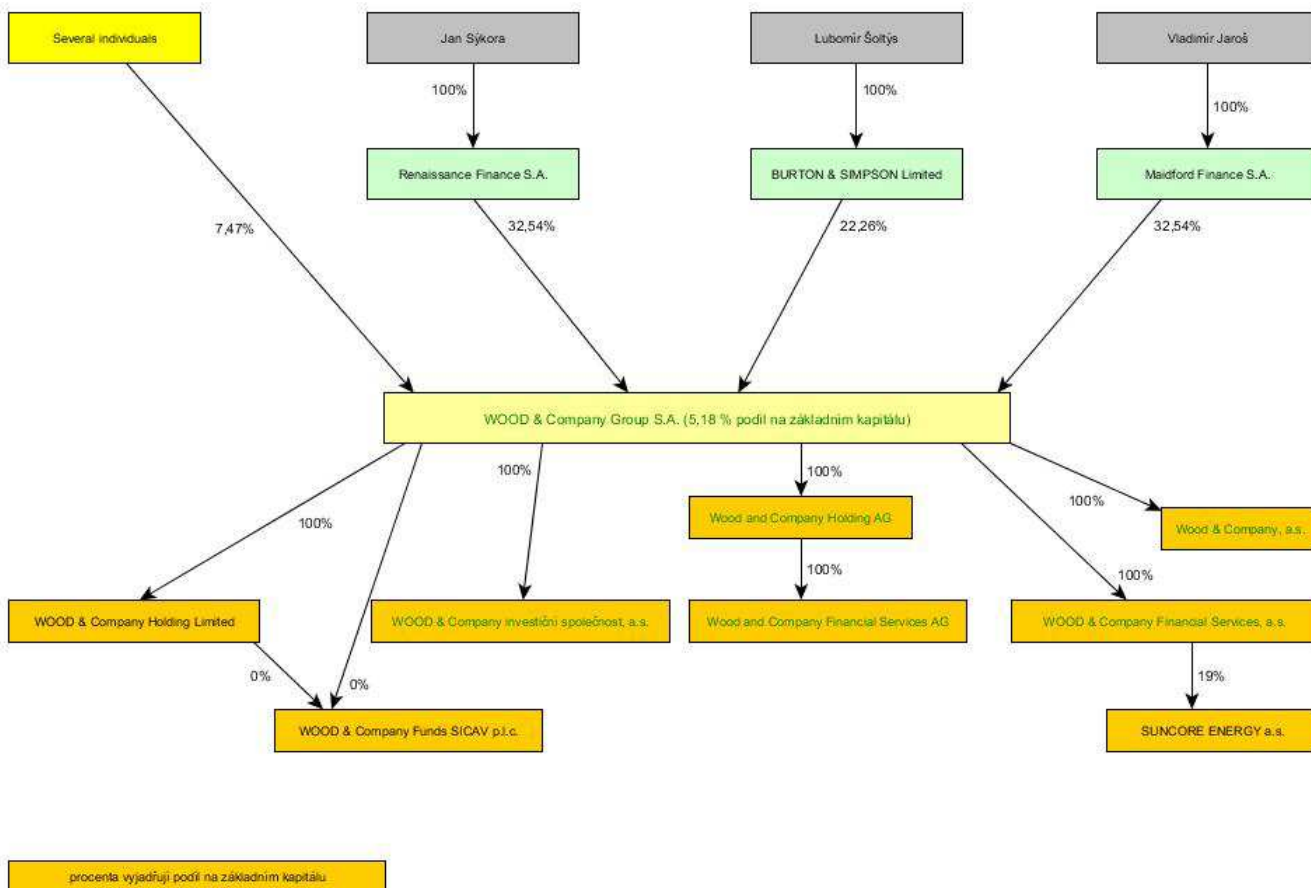 Several individuals
Jan Sýkora
Lubomír Šoltýs
Vladimír Jaroš
100%
100%
100%
Renaissance Finance S.A.
BURTON & SIMPSON Limited
Maidford Finance S.A.
7,47%
32,54%
22,26%
32,54%
WOOD & Company Group S.A. (5,18 % podíl na základním kapitálu)
100%
100%
100%
100%
Wood and Company Holding AG
Wood & Company, a.s.
100%
100%
100%
WOOD & Company Holding Limited
WOOD & Company investiční společnost, a.s.
Wood and Company Financial Services AG
WOOD & Company Financial Services, a.s.
0%
0%
19%
WOOD & Company Funds SICAV p.l.c.
SUNCORE ENERGY a.s.
procenta vyjadřují podíl na základním kapitálu